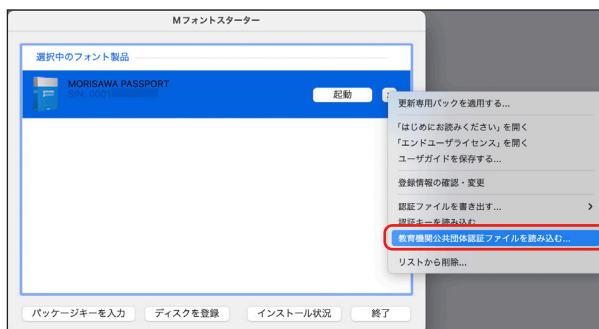 Mフォントスターター
選択中のフォント製品
MORISAWA PASSPORT
起動
更新専用パックを適用する...
「はじめにお読みください」を開く
「エンドユーザライセンス」を開く
ユーザガイドを保存する...
登録情報の確認・変更
認証ファイルを書き出す...
認証キーを読み込む
教育機関公共団体認証ファイルを読み込む...
リストから削除...
パッケージキーを入力
ディスクを登録
インストール状況
終了